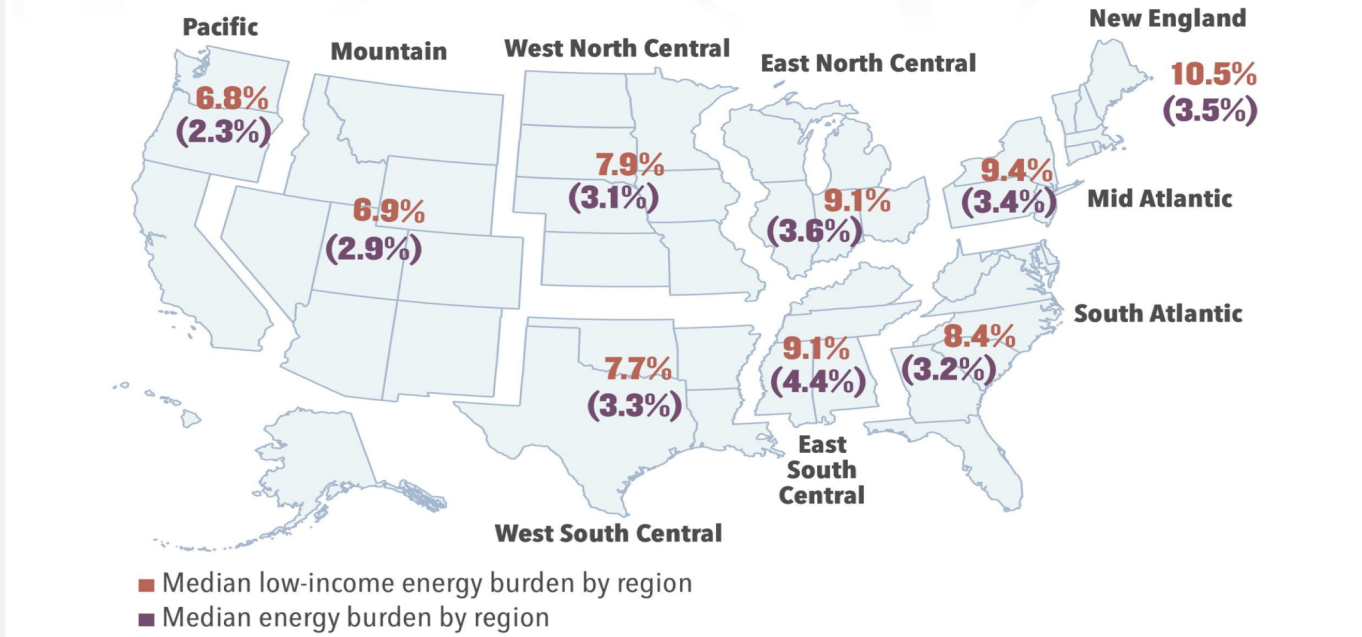 Pacific
6.8%
(2.3%)
Mountain
6.9%
(2.9%)
West North Central
7.9%
(3.1%)
East North Central
9.1%
(3.6%)
New England
10.5%
(3.5%)
9.4%
(3.4%)
Mid Atlantic
South Atlantic
8.4%
(3.2%)
9.1%
(4.4%)
East
South
Central
7.7%
(3.3%)
West South Central
Median low-income energy burden by region
Median energy burden by region